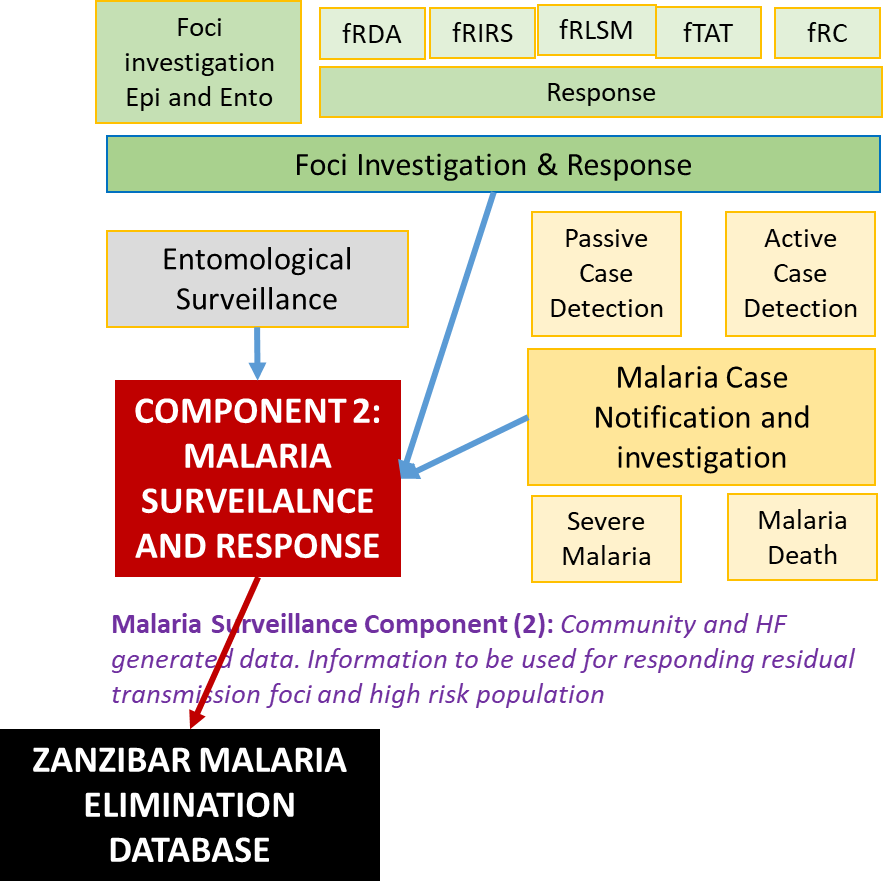 Foci
investigation
Epi and Ento
fRDA
fRIRS
fRLSM
fTAT
fRC
Response
Foci Investigation & Response
Entomological
Surveillance
Passive
Case
Detection
Active
Case
Detection
COMPONENT 2:
MALARIA
SURVEILALNCE
AND RESPONSE
Malaria Case
Notification and
investigation
Severe
Malaria
Malaria
Death
Malaria Surveillance Component (2): Community and HF
generated data. Information to be used for responding residual
transmission foci and high risk population
ZANZIBAR MALARIA
ELIMINATION
DATABASE